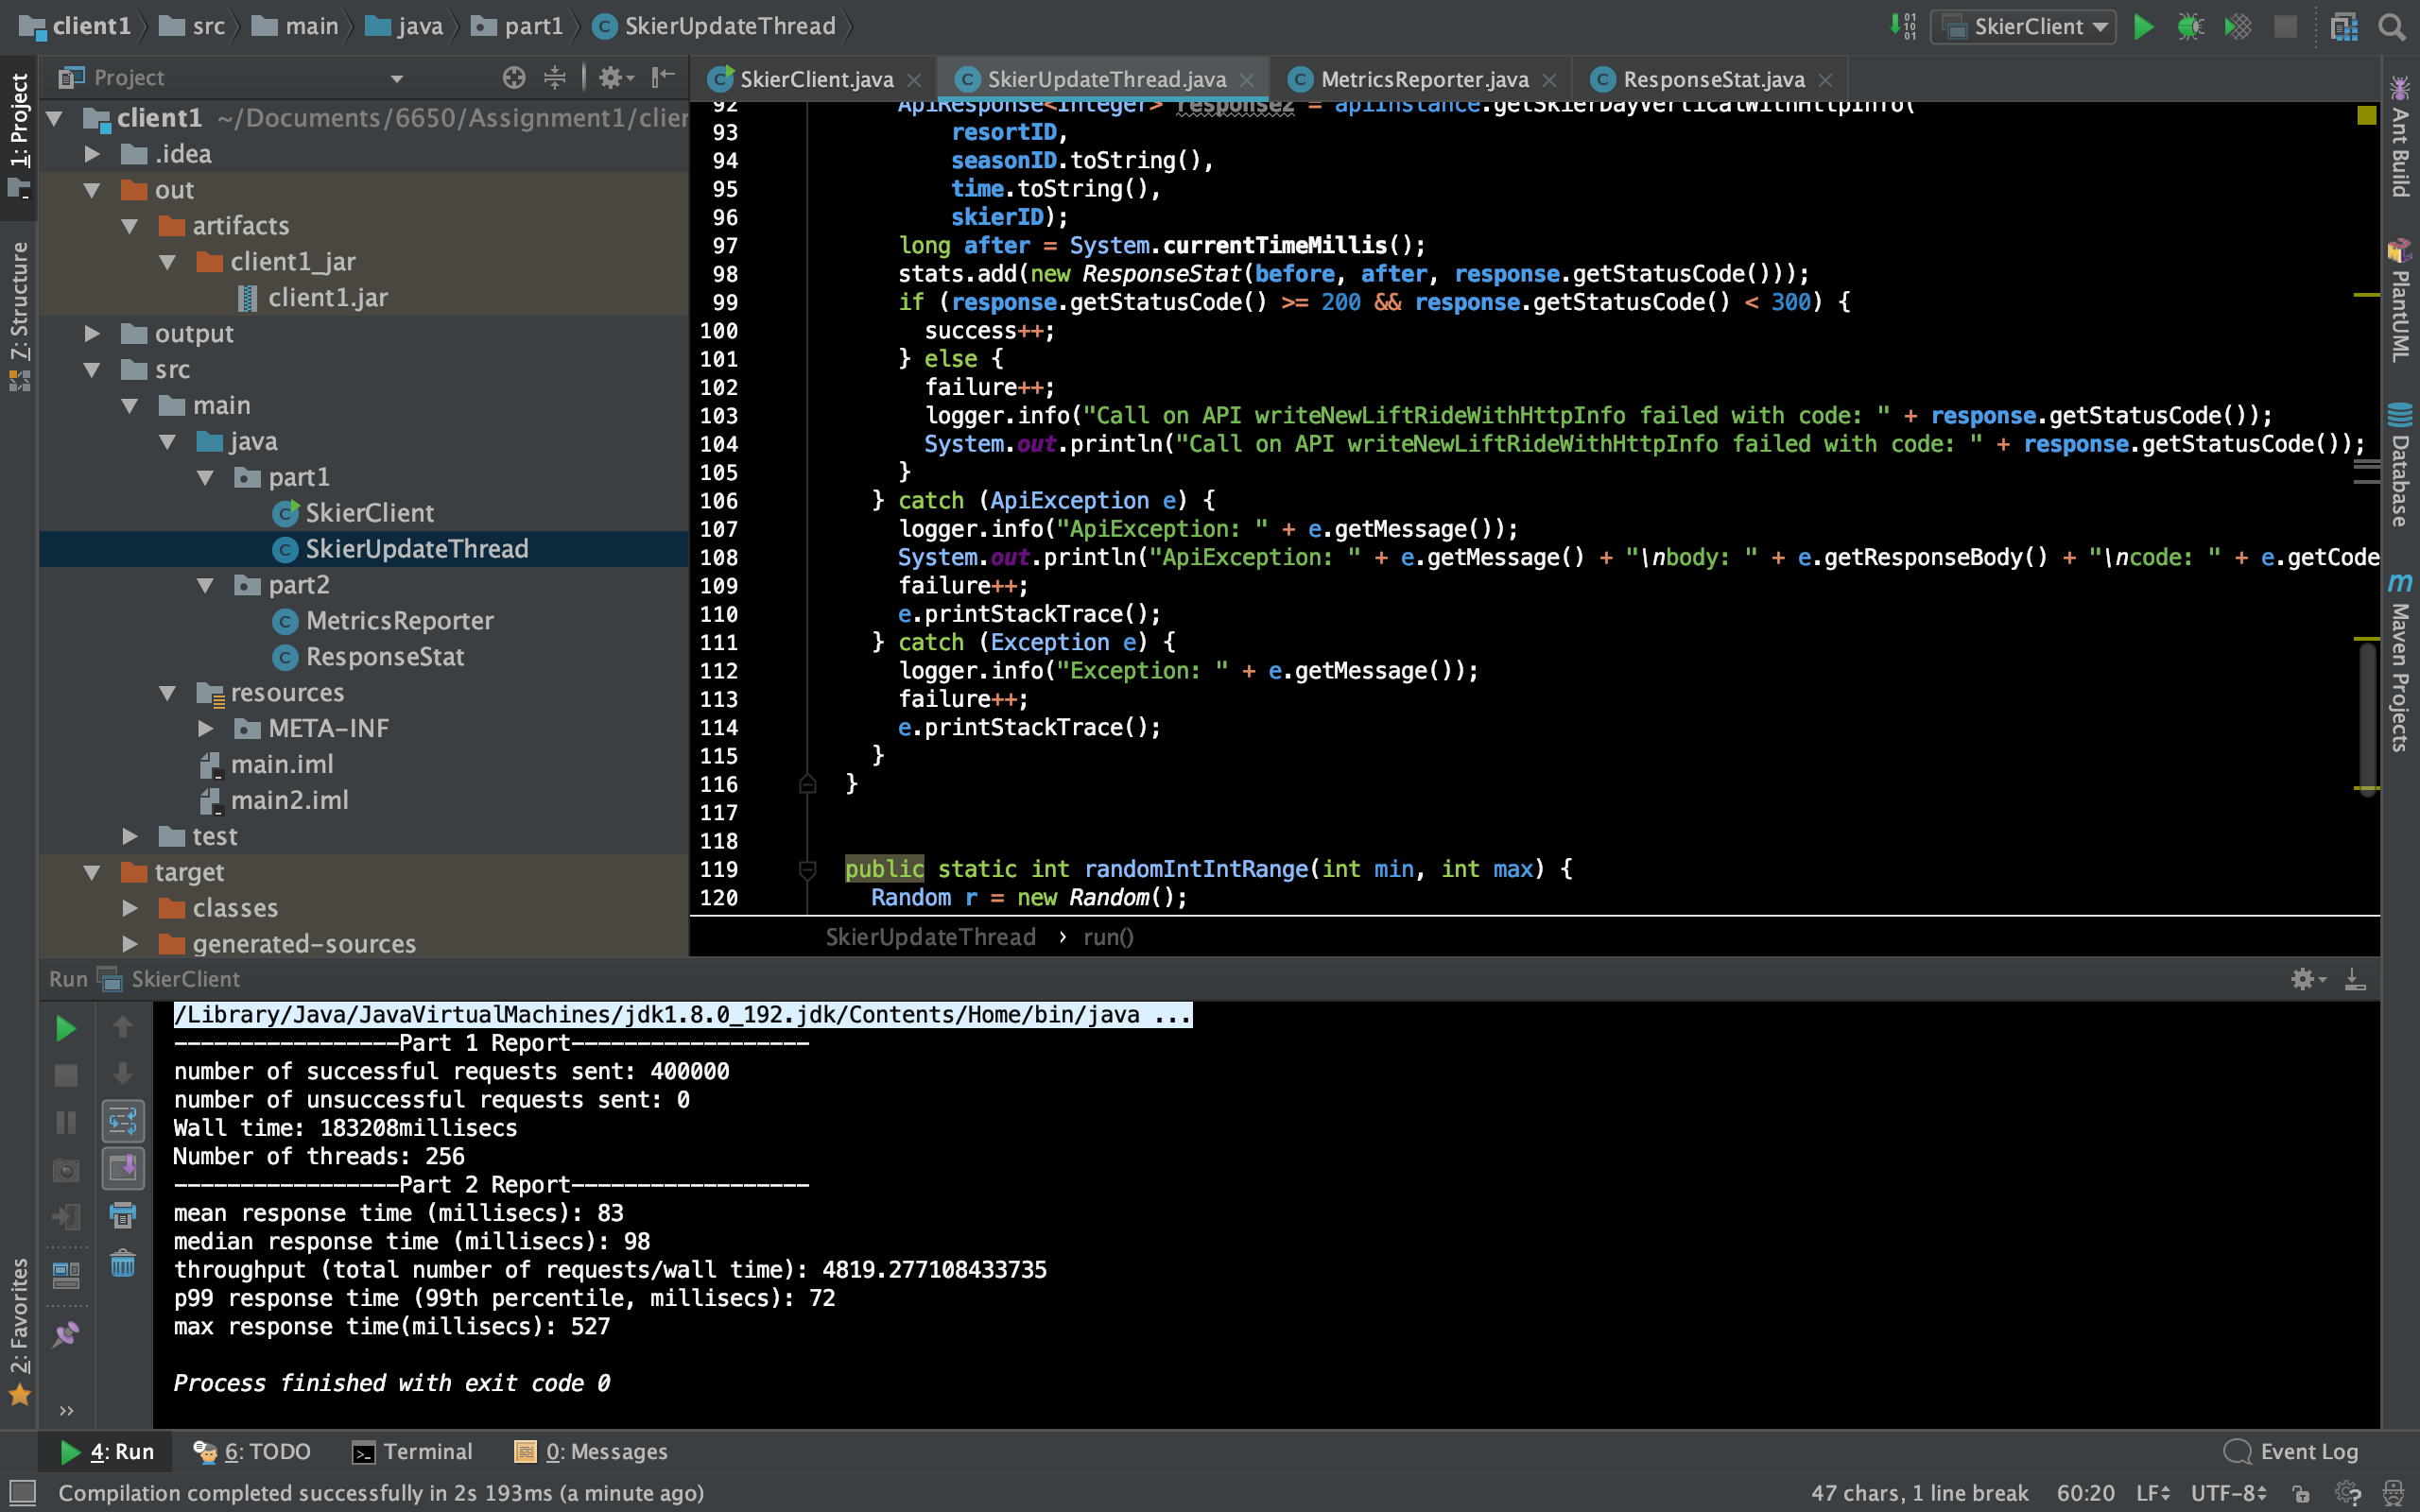 client1 src main java part1 SkierUpdateThread
SkierClient
Project
SkierClient.java SkierUpdateThread.java MetricsReporter.java ResponseStat.java
1: Project
Z: Structure
2: Favorites
client1 ~/Documents/6650/Assignment1/clier
.idea
out
artifacts
client1_jar
client1.jar
output
src
main
java
part1
SkierClient
SkierUpdateThread
part2
MetricsReporter
ResponseStat
resources
META-INF
main.iml
main2.iml
test
target
classes
generated-sources
92 ApiResponse<Integer> response2 = apiInstance.getSkierDayVerticalWithHttpInfo(
93 resortID,
94 seasonID.toString(),
95 time.toString(),
96 skierID);
97 long after = System.currentTimeMillis();
98 stats.add(new ResponseStat(before, after, response.getStatusCode()));
99 if (response.getStatusCode() >= 200 && response.getStatusCode() < 300) {
100 success++;
101 } else {
102 failure++;
103 logger.info("Call on API writeNewLiftRideWithHttpInfo failed with code: " + response.getStatusCode());
104 System.out.println("Call on API writeNewLiftRideWithHttpInfo failed with code: " + response.getStatusCode());
105 }
106 } catch (ApiException e) {
107 logger.info("ApiException: " + e.getMessage());
108 System.out.println("ApiException: " + e.getMessage() + "\nbody: " + e.getResponseBody() + "\ncode: " + e.getCode
109 failure++;
110 e.printStackTrace();
111 } catch (Exception e) {
112 logger.info("Exception: " + e.getMessage());
113 failure++;
114 e.printStackTrace();
115 }
116 }
117
118
119 public static int randomIntIntRange(int min, int max) {
120 Random r = new Random();
SkierUpdateThread › run()
Ant Build
PlantUML
Database
m Maven Projects
Run SkierClient
/Library/Java/JavaVirtualMachines/jdk1.8.0_192.jdk/Contents/Home/bin/java ...
-----------------Part 1 Report------------------
number of successful requests sent: 400000
number of unsuccessful requests sent: 0
Wall time: 183208millisecs
Number of threads: 256
-----------------Part 2 Report------------------
mean response time (millisecs): 83
median response time (millisecs): 98
throughput (total number of requests/wall time): 4819.277108433735
p99 response time (99th percentile, millisecs): 72
max response time(millisecs): 527
Process finished with exit code 0
4: Run 6: TODO Terminal 0: Messages Event Log
Compilation completed successfully in 2s 193ms (a minute ago) 47 chars, 1 line break 60:20 LF UTF-8